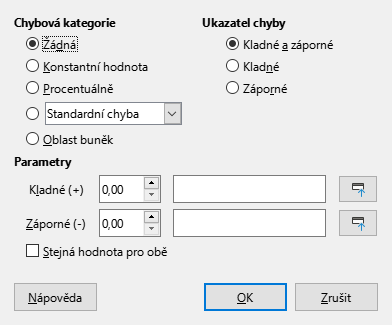 Chybová kategorie
Žádná
Konstantní hodnota
Procentuálně
Standardní chyba
Oblast buněk
Ukazatel chyby
Kladné a záporné
Kladné
Záporné
Parametry
Kladné (+) 0,00
Záporné (-) 0,00
Stejná hodnota pro obě
Nápověda OK Zrušit